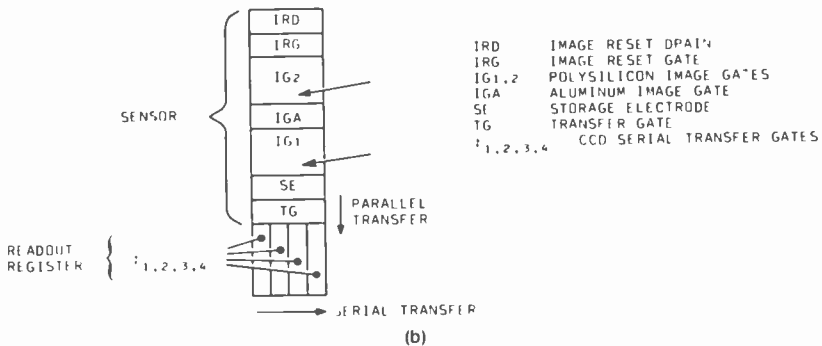 IRD
IRG
IG2
IGA
IG1
SE
TG
SENSOR
PARALLEL
TRANSFER
READOUT
REGISTER
1,2,3,4
SERIAL TRANSFER
(b)
IRD IMAGE RESET DRAIN
IRG IMAGE RESET GATE
IG1,2 POLYSILICON IMAGE GATES
IGA ALUMINUM IMAGE GATE
SE STORAGE ELECTRODE
TG TRANSFER GATE
1,2,3,4 CCD SERIAL TRANSFER GATES